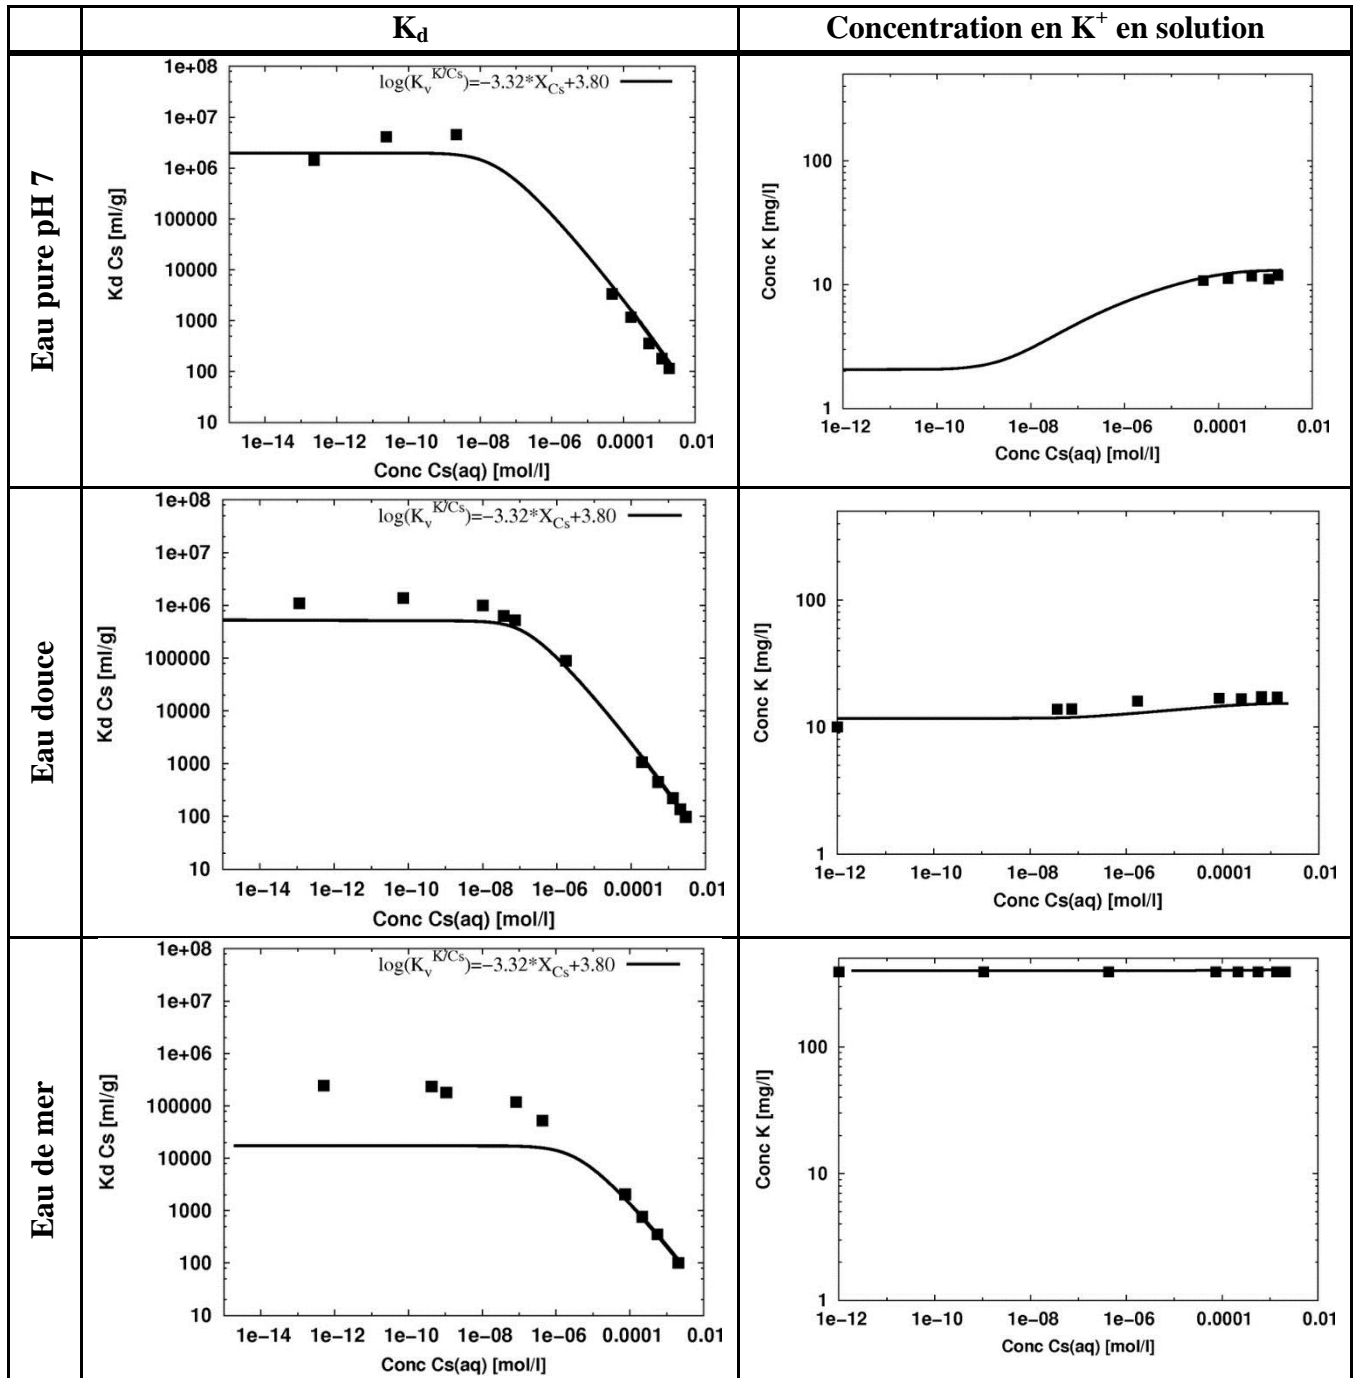 K_d
Concentration en K⁺ en solution
Eau pure pH 7
log(K_v^{K/Cs})=−3.32*X_{Cs}+3.80
Kd Cs [ml/g]
1e+08
1e+07
1e+06
100000
10000
1000
100
10
1e−14 1e−12 1e−10 1e−08 1e−06 0.0001 0.01
Conc Cs(aq) [mol/l]
Conc K [mg/l]
100
10
1
1e−12 1e−10 1e−08 1e−06 0.0001 0.01
Conc Cs(aq) [mol/l]
Eau douce
log(K_v^{K/Cs})=−3.32*X_{Cs}+3.80
Kd Cs [ml/g]
1e+08
1e+07
1e+06
100000
10000
1000
100
10
1e−14 1e−12 1e−10 1e−08 1e−06 0.0001 0.01
Conc Cs(aq) [mol/l]
Conc K [mg/l]
100
10
1
1e−12 1e−10 1e−08 1e−06 0.0001 0.01
Conc Cs(aq) [mol/l]
Eau de mer
log(K_v^{K/Cs})=−3.32*X_{Cs}+3.80
Kd Cs [ml/g]
1e+08
1e+07
1e+06
100000
10000
1000
100
10
1e−14 1e−12 1e−10 1e−08 1e−06 0.0001 0.01
Conc Cs(aq) [mol/l]
Conc K [mg/l]
100
10
1
1e−12 1e−10 1e−08 1e−06 0.0001 0.01
Conc Cs(aq) [mol/l]